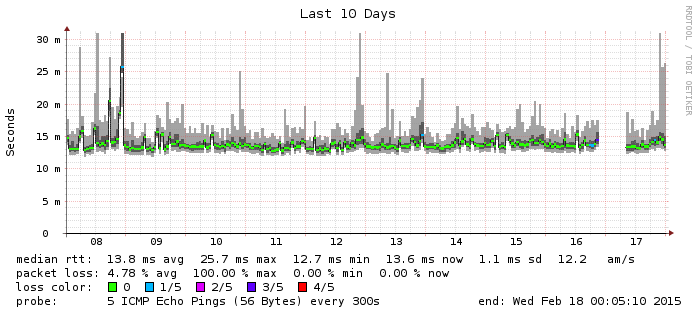 Last 10 Days
RRDTOOL / TOBI OETIKER
Seconds
30 m
25 m
20 m
15 m
10 m
5 m
0
08 09 10 11 12 13 14 15 16 17
median rtt: 13.8 ms avg 25.7 ms max 12.7 ms min 13.6 ms now 1.1 ms sd 12.2 am/s
packet loss: 4.78 % avg 100.00 % max 0.00 % min 0.00 % now
loss color: 0 1/5 2/5 3/5 4/5
probe: 5 ICMP Echo Pings (56 Bytes) every 300s end: Wed Feb 18 00:05:10 2015